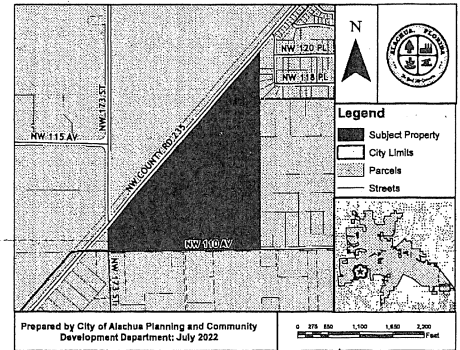 NW 120 PL
NW 118 PL
NW 173 ST
NW 115 AV
NW COUNTY RD 235
NW 110 AV
NW 173 ST
N
ALACHUA, FLORIDA
Legend
Subject Property
City Limits
Parcels
Streets
Prepared by City of Alachua Planning and Community
Development Department: July 2022
0 275 550 1,100 1,650 2,200
Feet